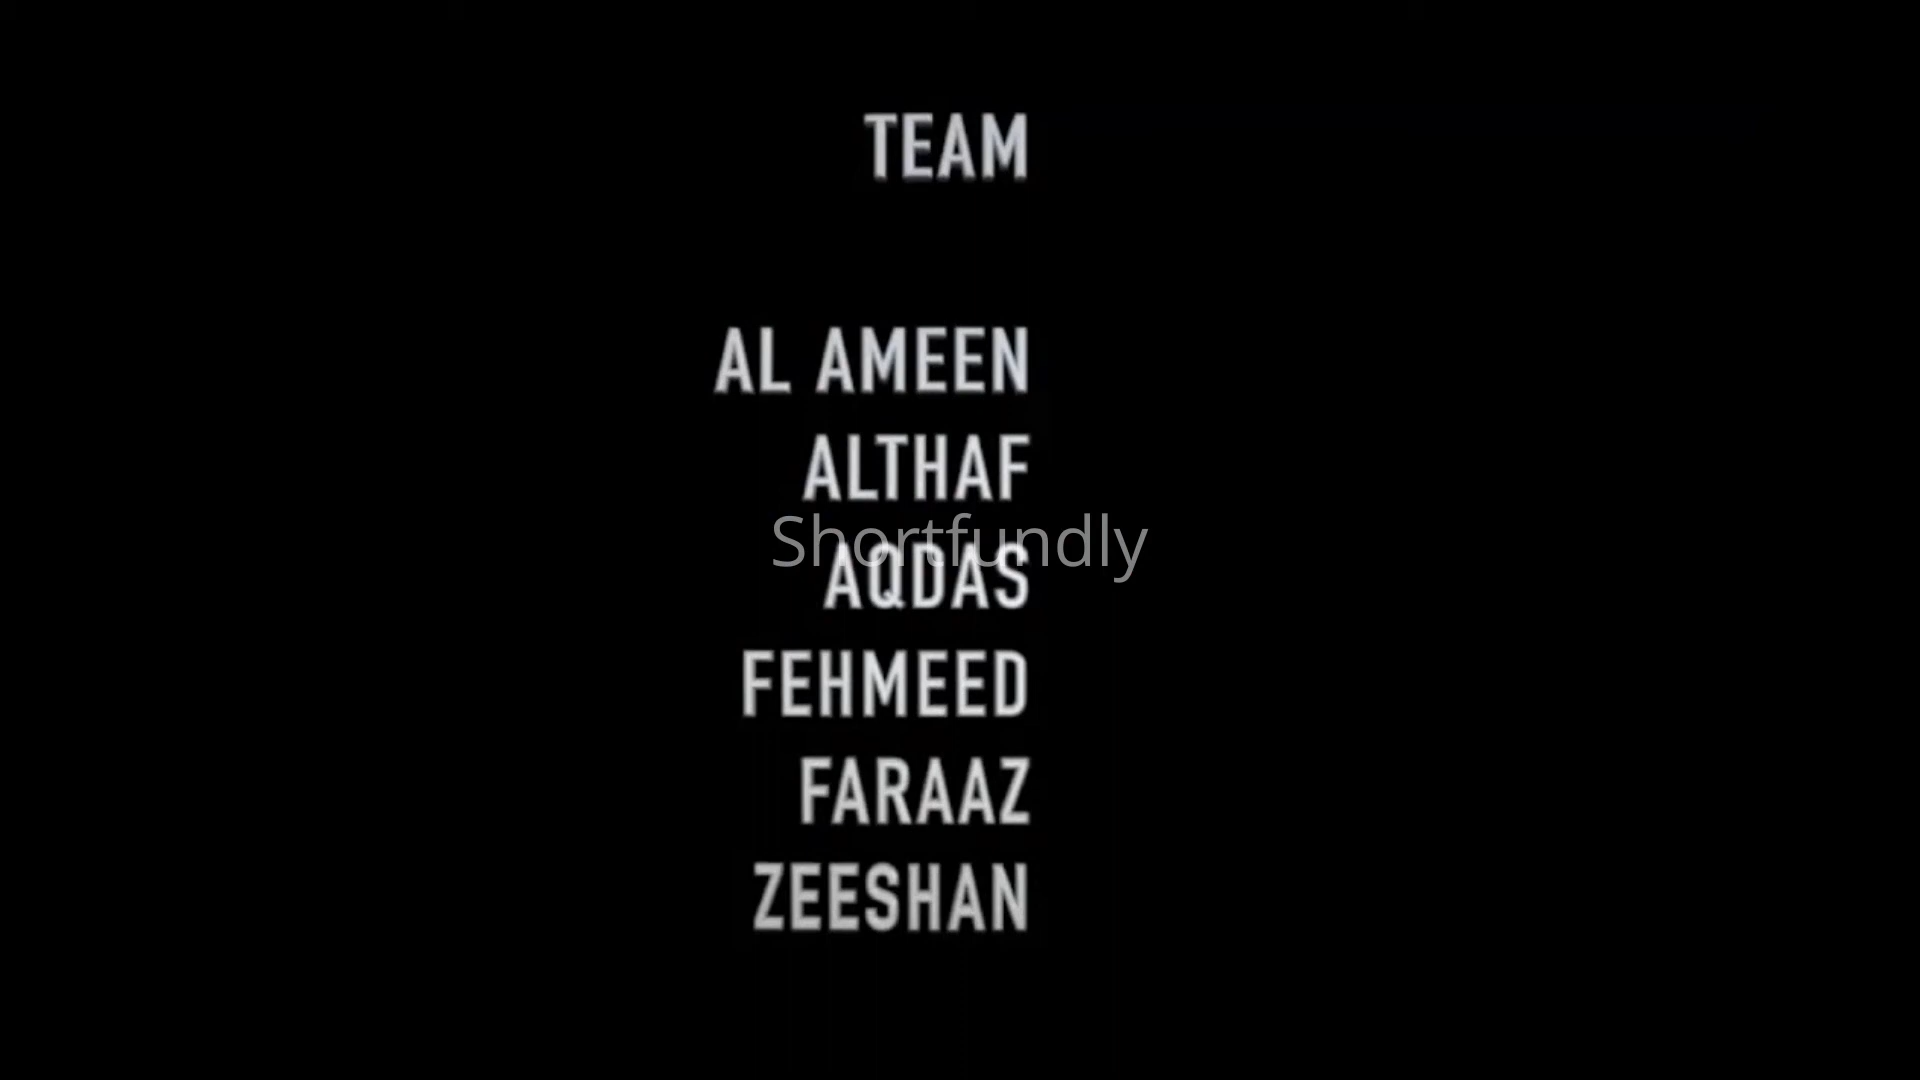 TEAM
AL AMEEN
ALTHAF
Shortfundly
AQDAS
FEHMEED
FARAAZ
ZEESHAN